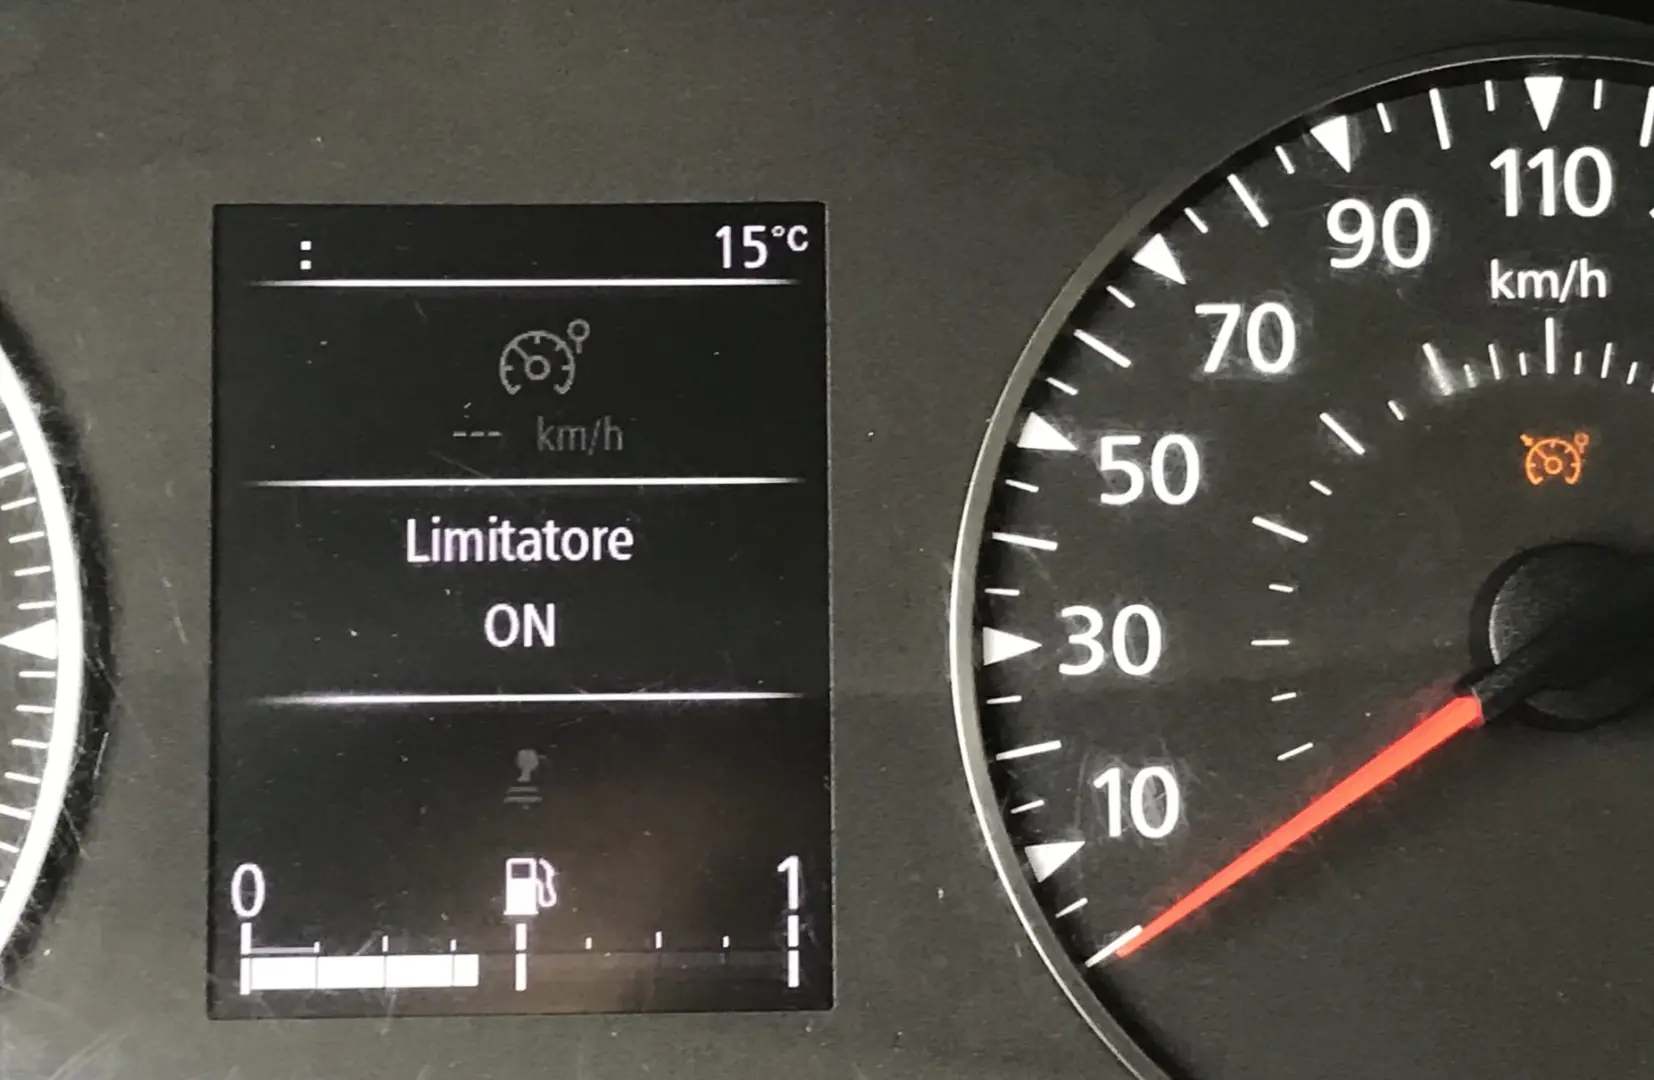 :
15°C
--- km/h
Limitatore
ON
0
1
110
90
km/h
70
50
30
10